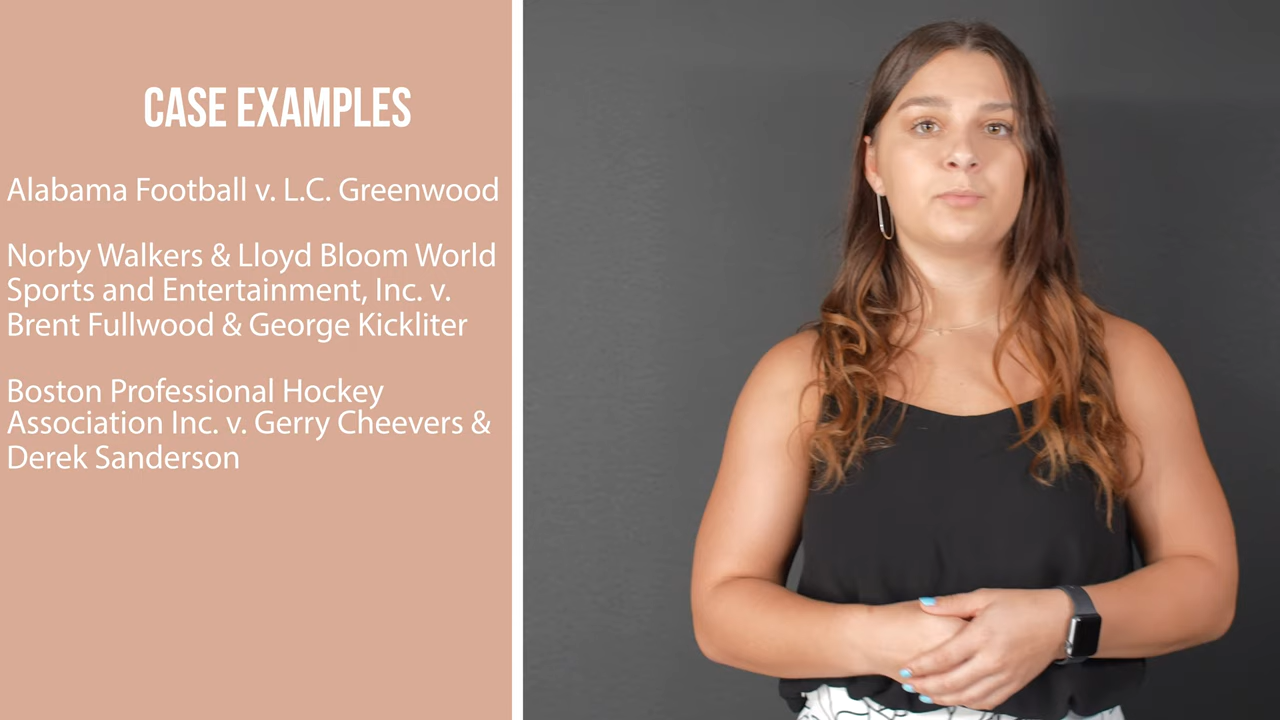 CASE EXAMPLES
Alabama Football v. L.C. Greenwood
Norby Walkers & Lloyd Bloom World
Sports and Entertainment, Inc. v.
Brent Fullwood & George Kickliter
Boston Professional Hockey
Association Inc. v. Gerry Cheevers &
Derek Sanderson